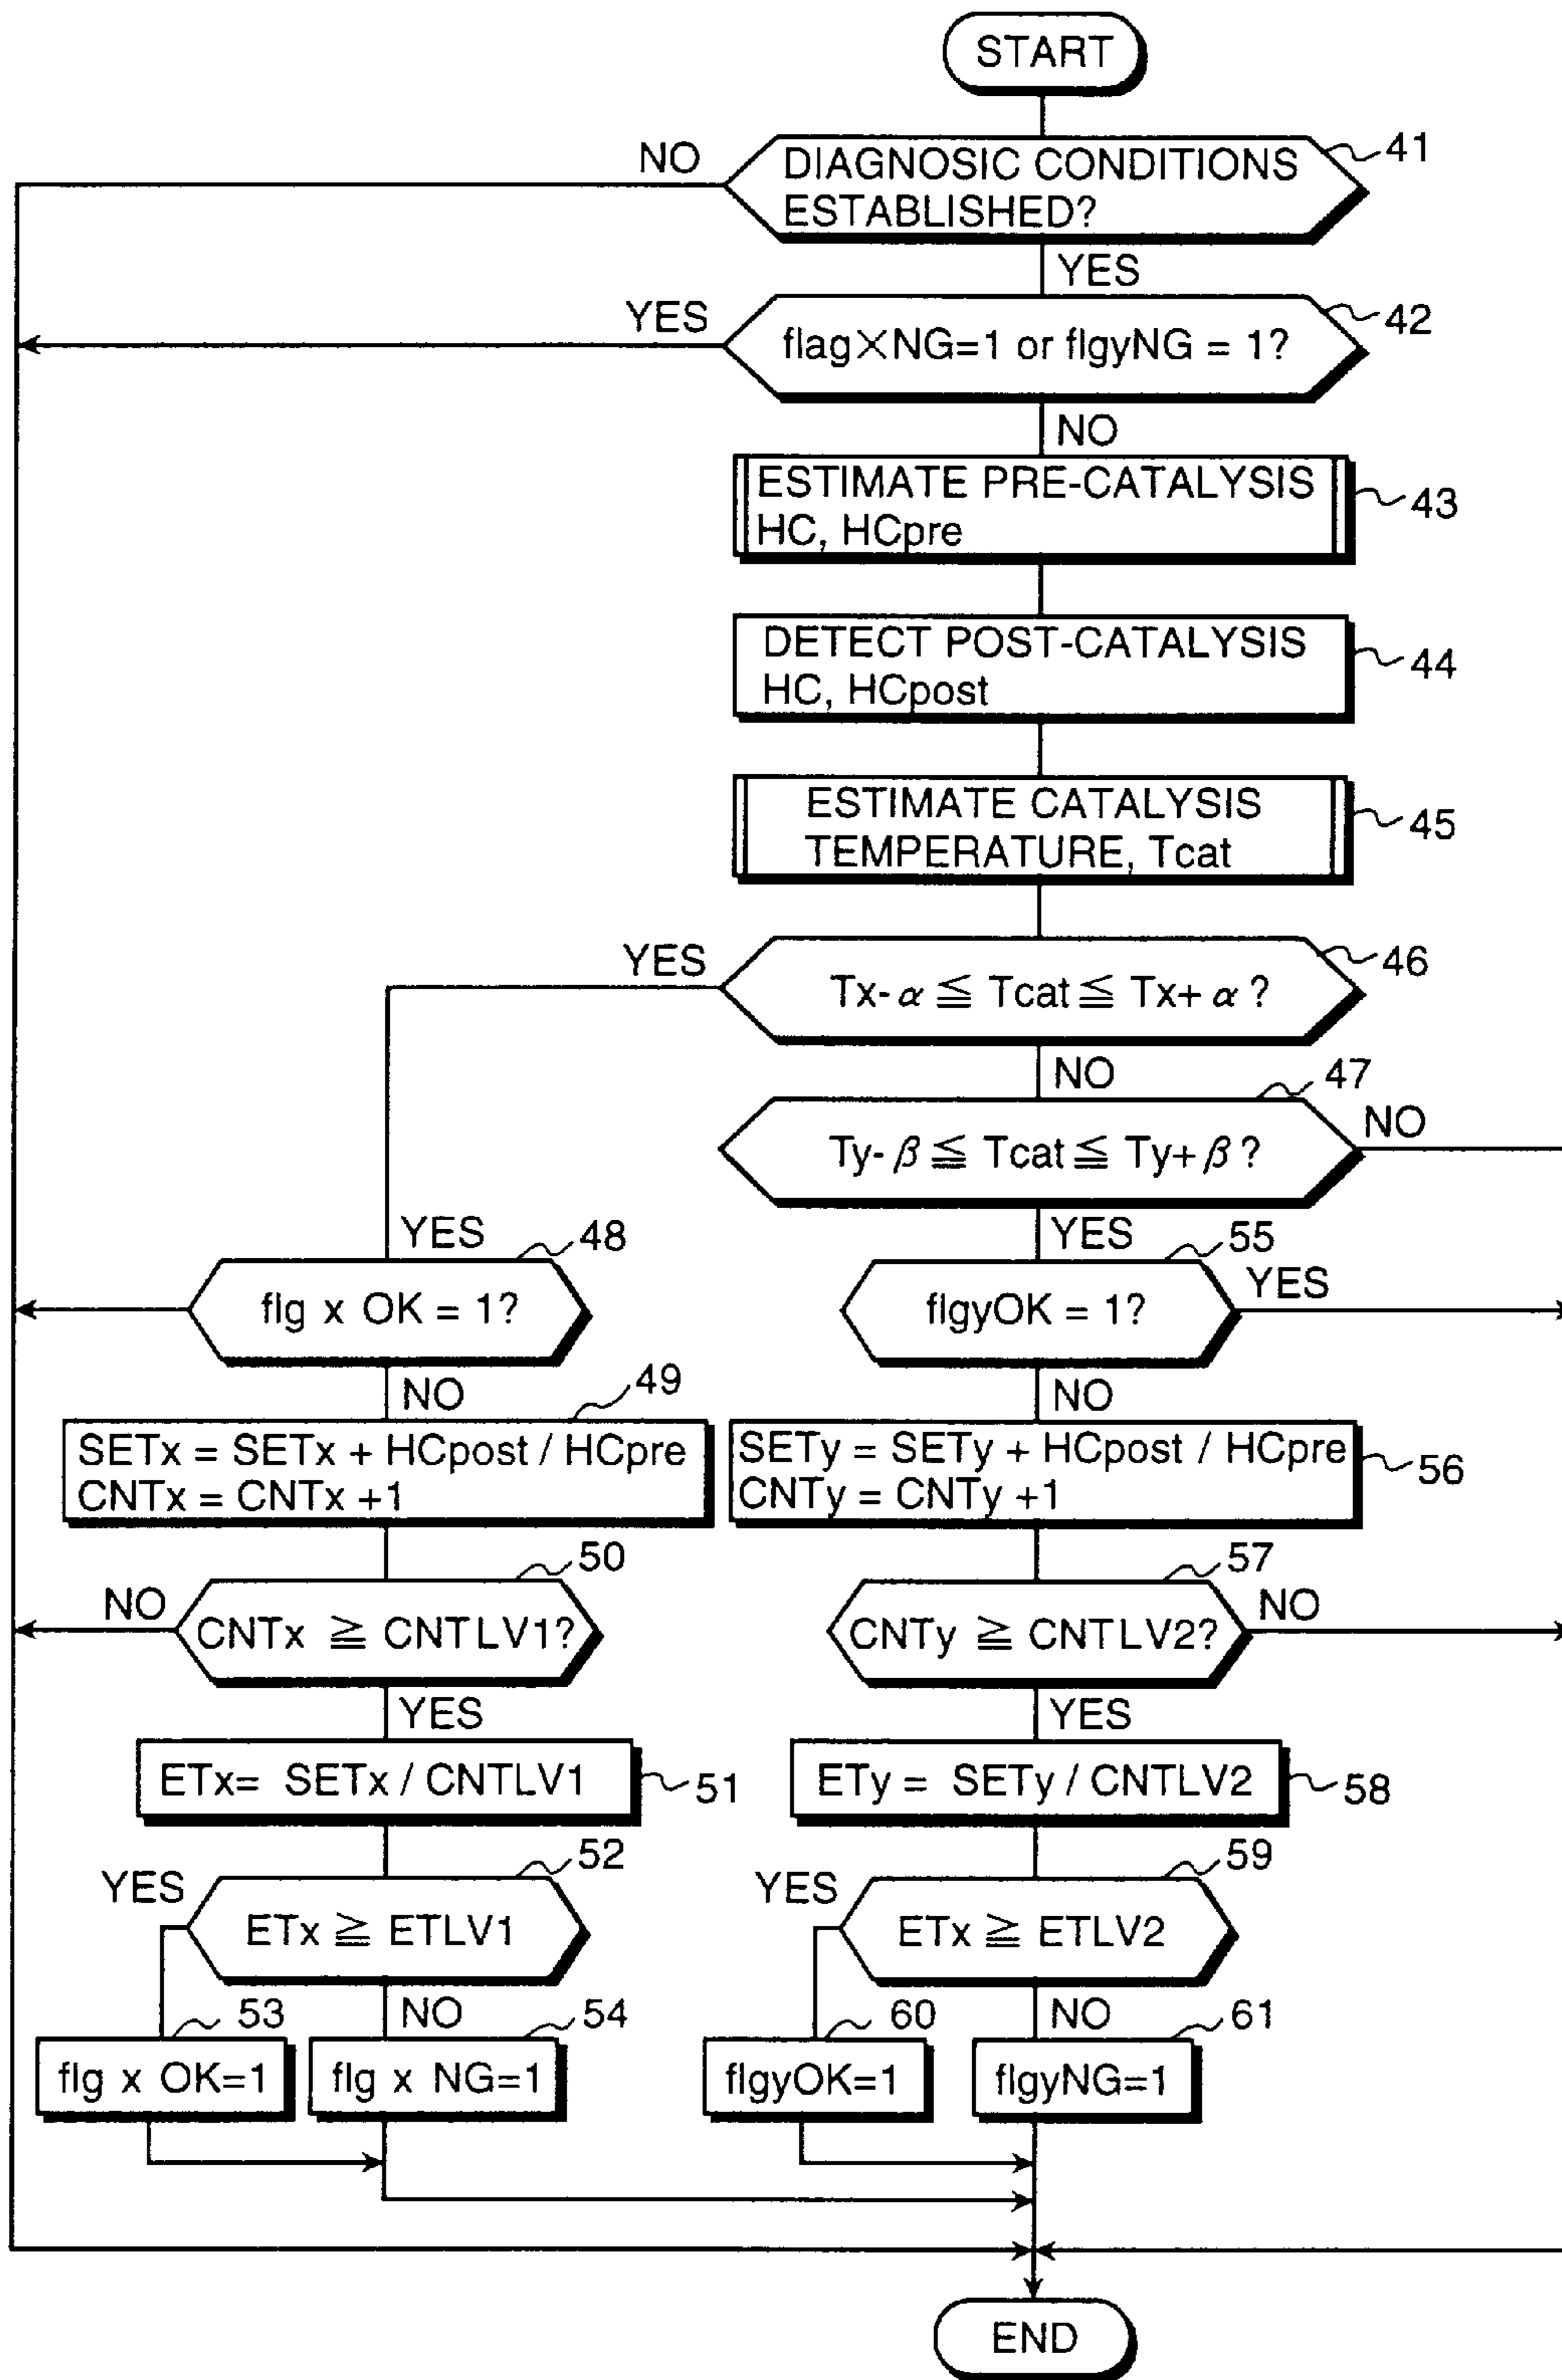 START
NO
DIAGNOSIC CONDITIONS
ESTABLISHED?
41
YES
YES
flag×NG=1 or flgyNG = 1?
42
NO
ESTIMATE PRE-CATALYSIS
HC, HCpre
43
DETECT POST-CATALYSIS
HC, HCpost
44
ESTIMATE CATALYSIS
TEMPERATURE, Tcat
45
YES
Tx-α ≦ Tcat ≦ Tx+α ?
46
NO
47
Ty-β ≦ Tcat ≦ Ty+β ?
NO
YES
48
YES
55
flg x OK = 1?
flgyOK = 1?
YES
NO
49
NO
SETx = SETx + HCpost / HCpre
CNTx = CNTx +1
SETy = SETy + HCpost / HCpre
CNTy = CNTy +1
56
50
57
NO
CNTx ≧ CNTLV1?
CNTy ≧ CNTLV2?
NO
YES
YES
ETx= SETx / CNTLV1
51
ETy = SETy / CNTLV2
58
YES
52
YES
59
ETx ≧ ETLV1
ETx ≧ ETLV2
53
NO
54
60
NO
61
flg x OK=1
flg x NG=1
flgyOK=1
flgyNG=1
END